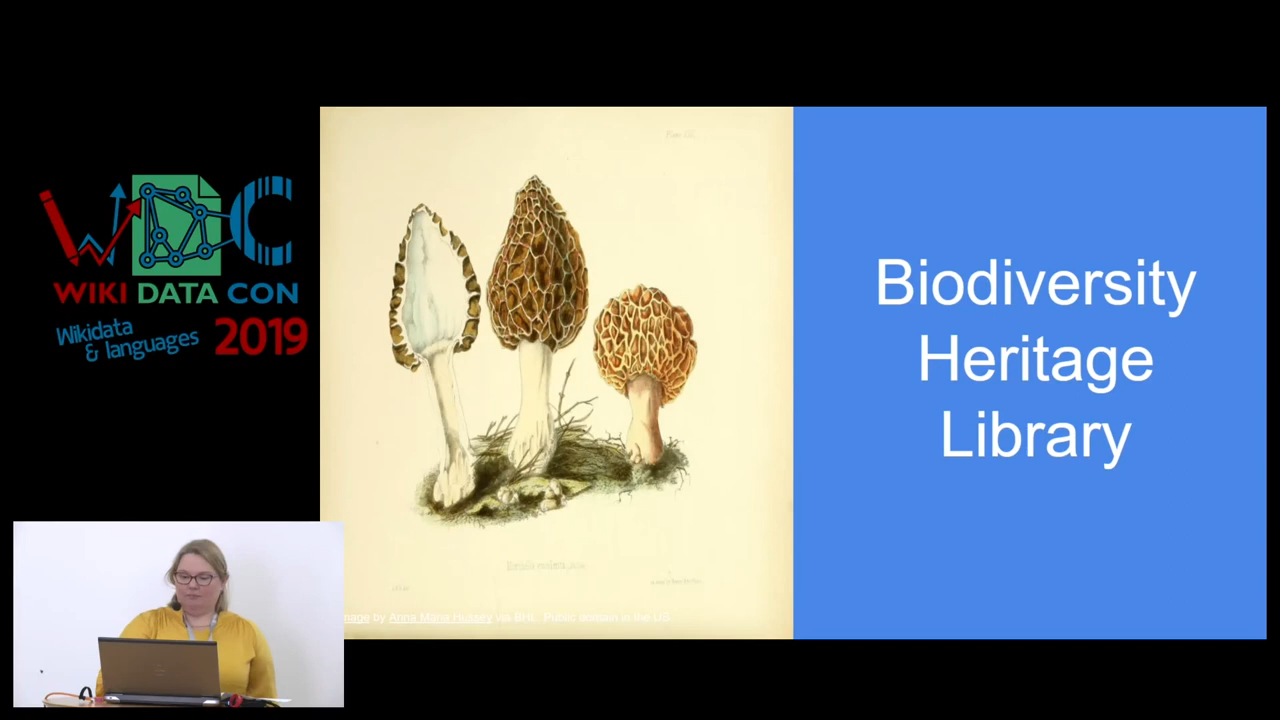 WIKI DATA CON
Wikidata
& languages 2019
Biodiversity
Heritage
Library
Image by Anna Maria Hussey via BHL. Public domain in the US.